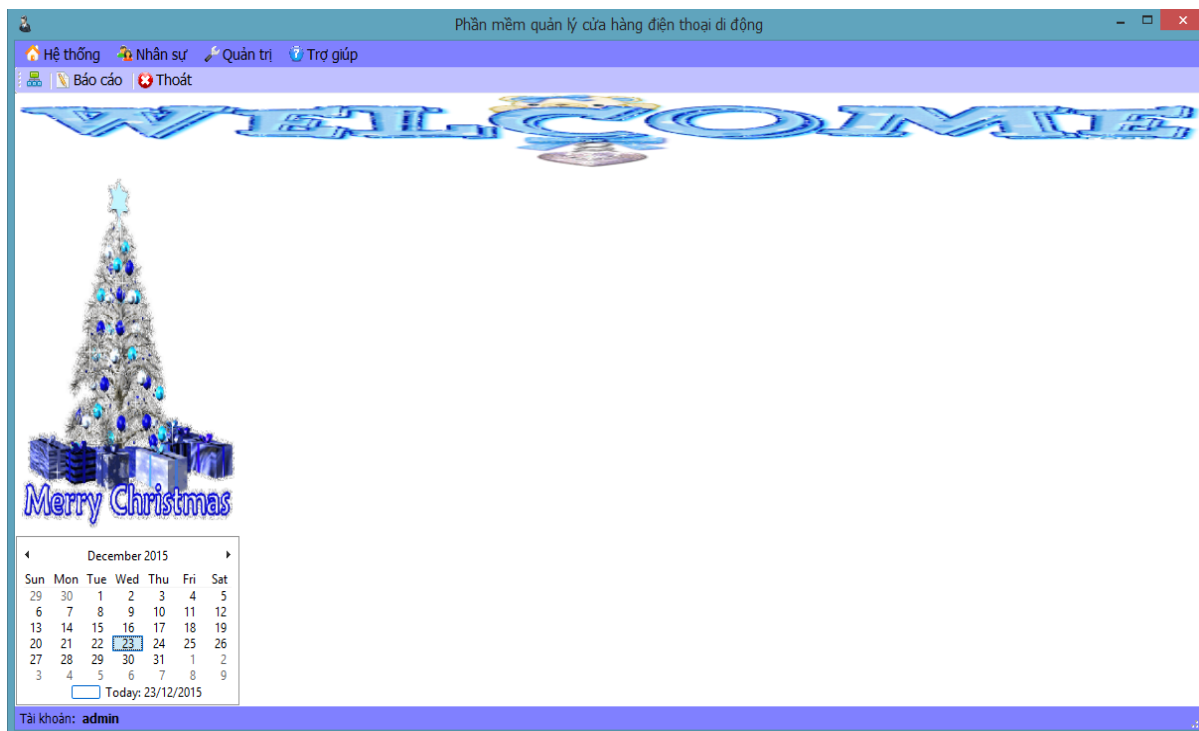 Phần mềm quản lý cửa hàng điện thoại di động
Hệ thống Nhân sự Quản trị Trợ giúp
Báo cáo Thoát
WELCOME
Merry Christmas
December 2015
Sun Mon Tue Wed Thu Fri Sat
29 30 1 2 3 4 5
6 7 8 9 10 11 12
13 14 15 16 17 18 19
20 21 22 23 24 25 26
27 28 29 30 31 1 2
3 4 5 6 7 8 9
Today: 23/12/2015
Tài khoản: admin